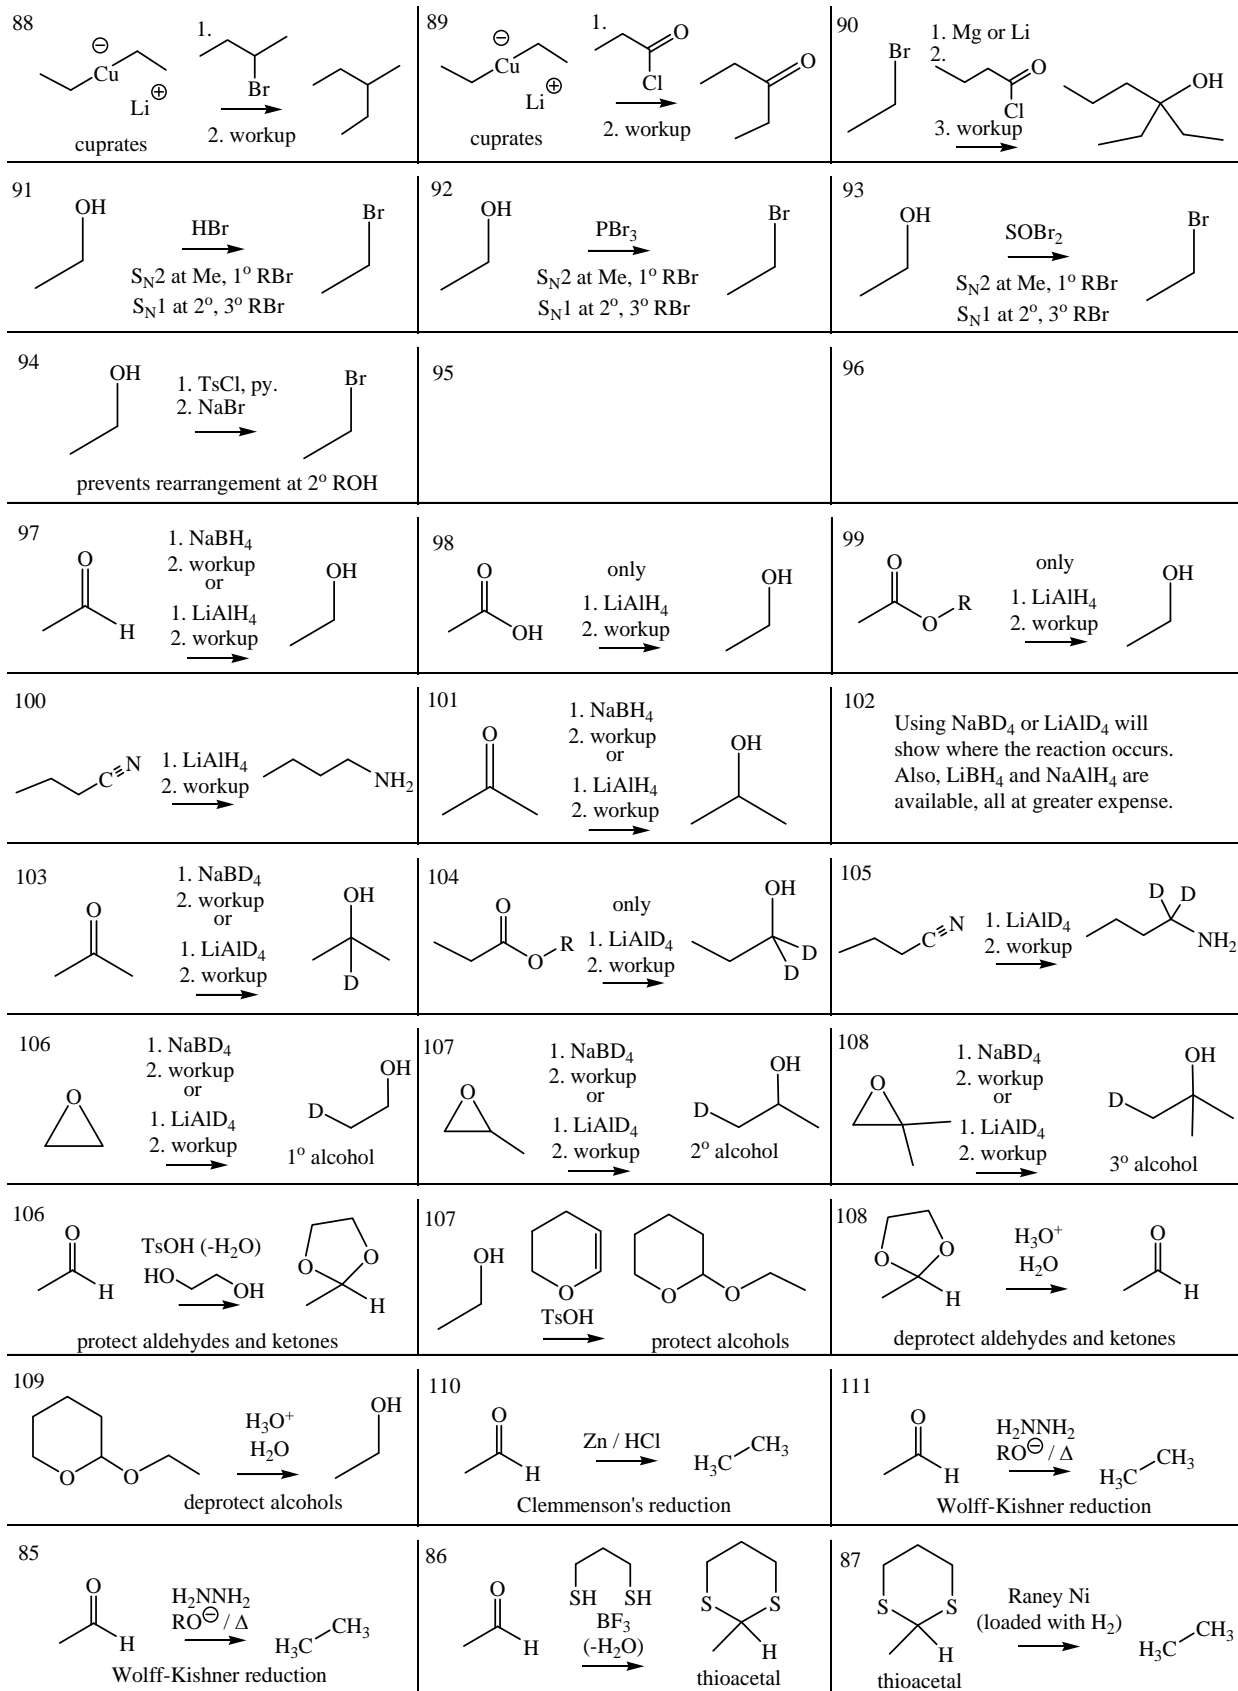 88
⊖
Cu
Li⊕
cuprates
1.
Br
2. workup
89
⊖
Cu
Li⊕
cuprates
1.
O
Cl
2. workup
O
90
Br
1. Mg or Li
2.
O
Cl
3. workup
OH
91
OH
HBr
SN2 at Me, 1o RBr
SN1 at 2o, 3o RBr
Br
92
OH
PBr3
SN2 at Me, 1o RBr
SN1 at 2o, 3o RBr
Br
93
OH
SOBr2
SN2 at Me, 1o RBr
SN1 at 2o, 3o RBr
Br
94
OH
1. TsCl, py.
2. NaBr
Br
prevents rearrangement at 2o ROH
95
96
97
O
H
1. NaBH4
2. workup
or
1. LiAlH4
2. workup
OH
98
O
OH
only
1. LiAlH4
2. workup
OH
99
O
O
R
only
1. LiAlH4
2. workup
OH
100
C
N
1. LiAlH4
2. workup
NH2
101
O
1. NaBH4
2. workup
or
1. LiAlH4
2. workup
OH
102
Using NaBD4 or LiAlD4 will
show where the reaction occurs.
Also, LiBH4 and NaAlH4 are
available, all at greater expense.
103
O
1. NaBD4
2. workup
or
1. LiAlD4
2. workup
OH
D
104
O
O
R
only
1. LiAlD4
2. workup
OH
D
D
105
C
N
1. LiAlD4
2. workup
D
D
NH2
106
O
1. NaBD4
2. workup
or
1. LiAlD4
2. workup
OH
D
1o alcohol
107
O
1. NaBD4
2. workup
or
1. LiAlD4
2. workup
OH
D
2o alcohol
108
O
1. NaBD4
2. workup
or
1. LiAlD4
2. workup
OH
D
3o alcohol
106
O
H
TsOH (-H2O)
HO
OH
O
O
H
protect aldehydes and ketones
107
OH
O
TsOH
O
O
protect alcohols
108
O
O
H
H3O+
H2O
O
H
deprotect aldehydes and ketones
109
O
O
H3O+
H2O
OH
deprotect alcohols
110
O
H
Zn / HCl
H3C
CH3
Clemmenson's reduction
111
O
H
H2NNH2
RO⊖ / Δ
H3C
CH3
Wolff-Kishner reduction
85
O
H
H2NNH2
RO⊖ / Δ
H3C
CH3
Wolff-Kishner reduction
86
O
H
SH
SH
BF3
(-H2O)
S
S
H
thioacetal
87
S
S
H
thioacetal
Raney Ni
(loaded with H2)
H3C
CH3